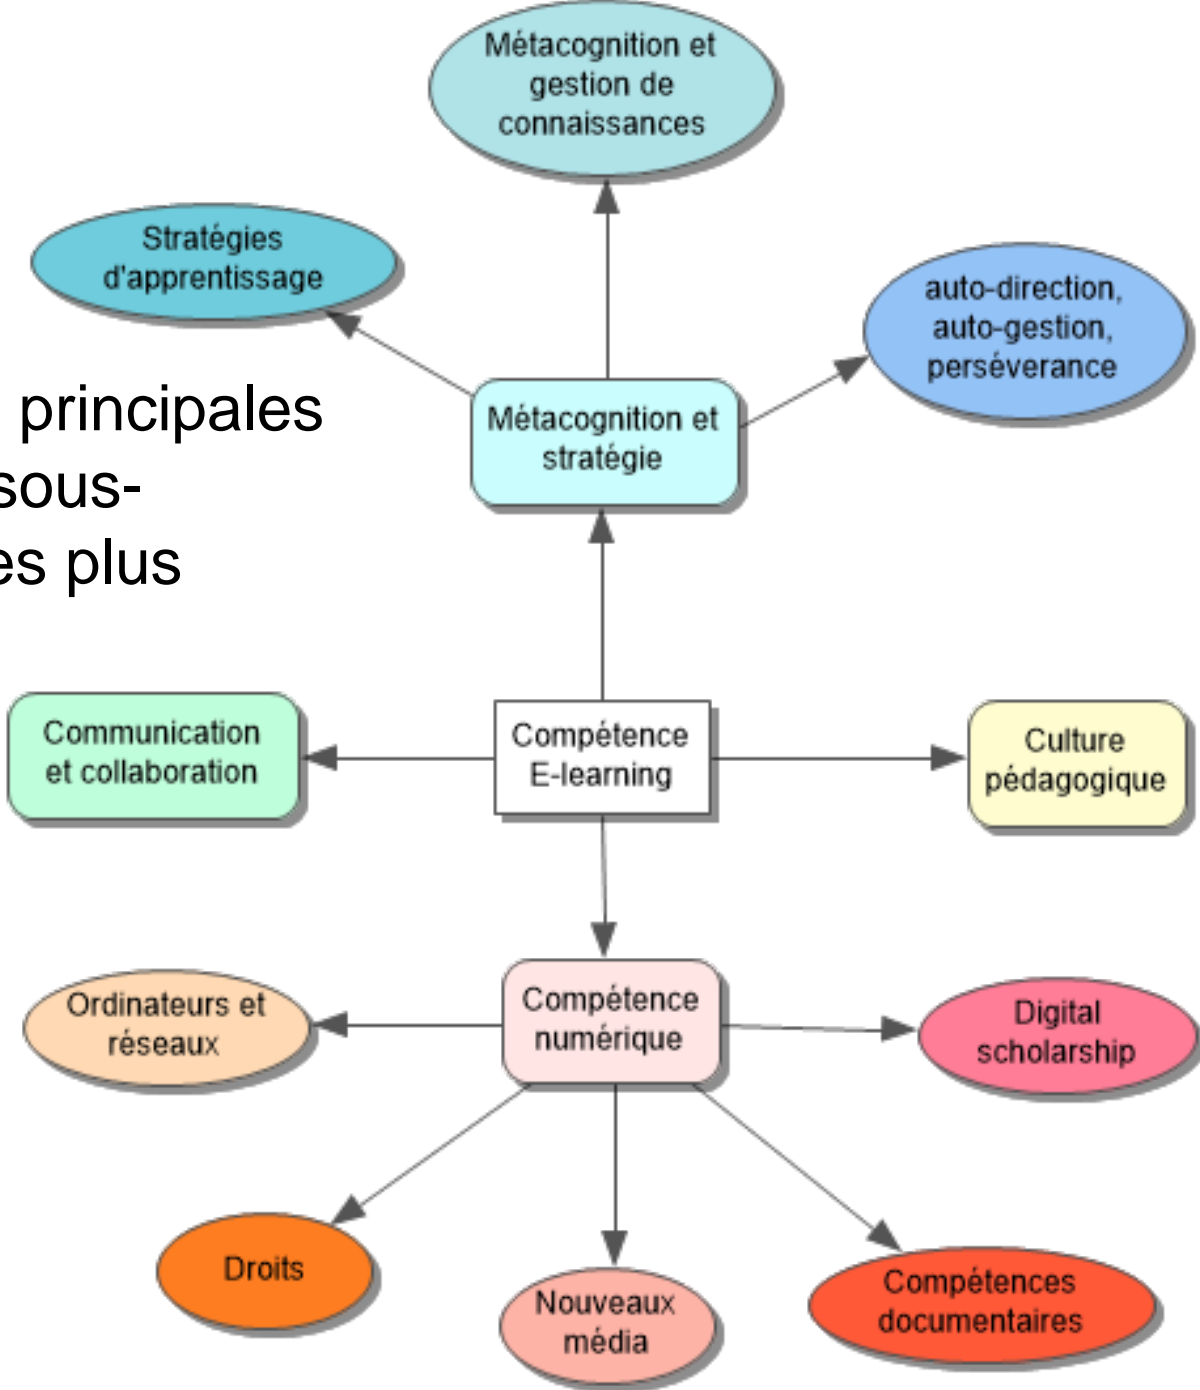 Métacognition et
gestion de
connaissances
Stratégies
d'apprentissage
auto-direction,
auto-gestion,
perséverance
principales
sous-
es plus
Métacognition et
stratégie
Communication
et collaboration
Compétence
E-learning
Culture
pédagogique
Ordinateurs et
réseaux
Compétence
numérique
Digital
scholarship
Droits
Nouveaux
média
Compétences
documentaires